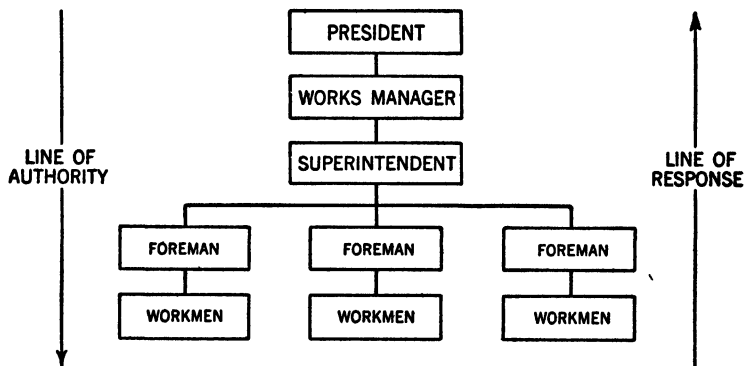 PRESIDENT
WORKS MANAGER
SUPERINTENDENT
LINE OF
AUTHORITY
LINE OF
RESPONSE
FOREMAN
FOREMAN
FOREMAN
WORKMEN
WORKMEN
WORKMEN